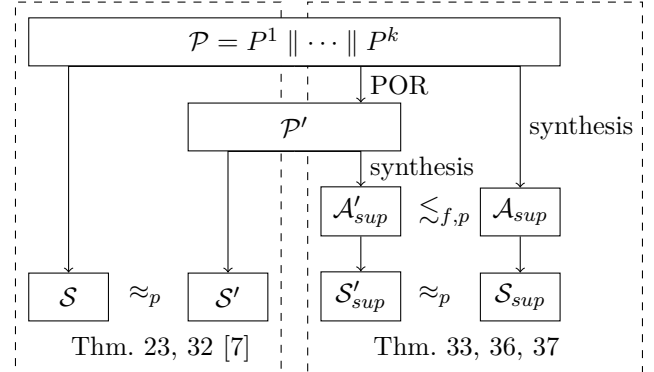 𝒫 = P¹ ∥ ⋯ ∥ Pᵏ
POR
𝒫′
synthesis
synthesis
𝒜′_sup ≲_{f,p} 𝒜_sup
𝒮 ≈_p 𝒮′ 𝒮′_sup ≈_p 𝒮_sup
Thm. 23, 32 [7] Thm. 33, 36, 37